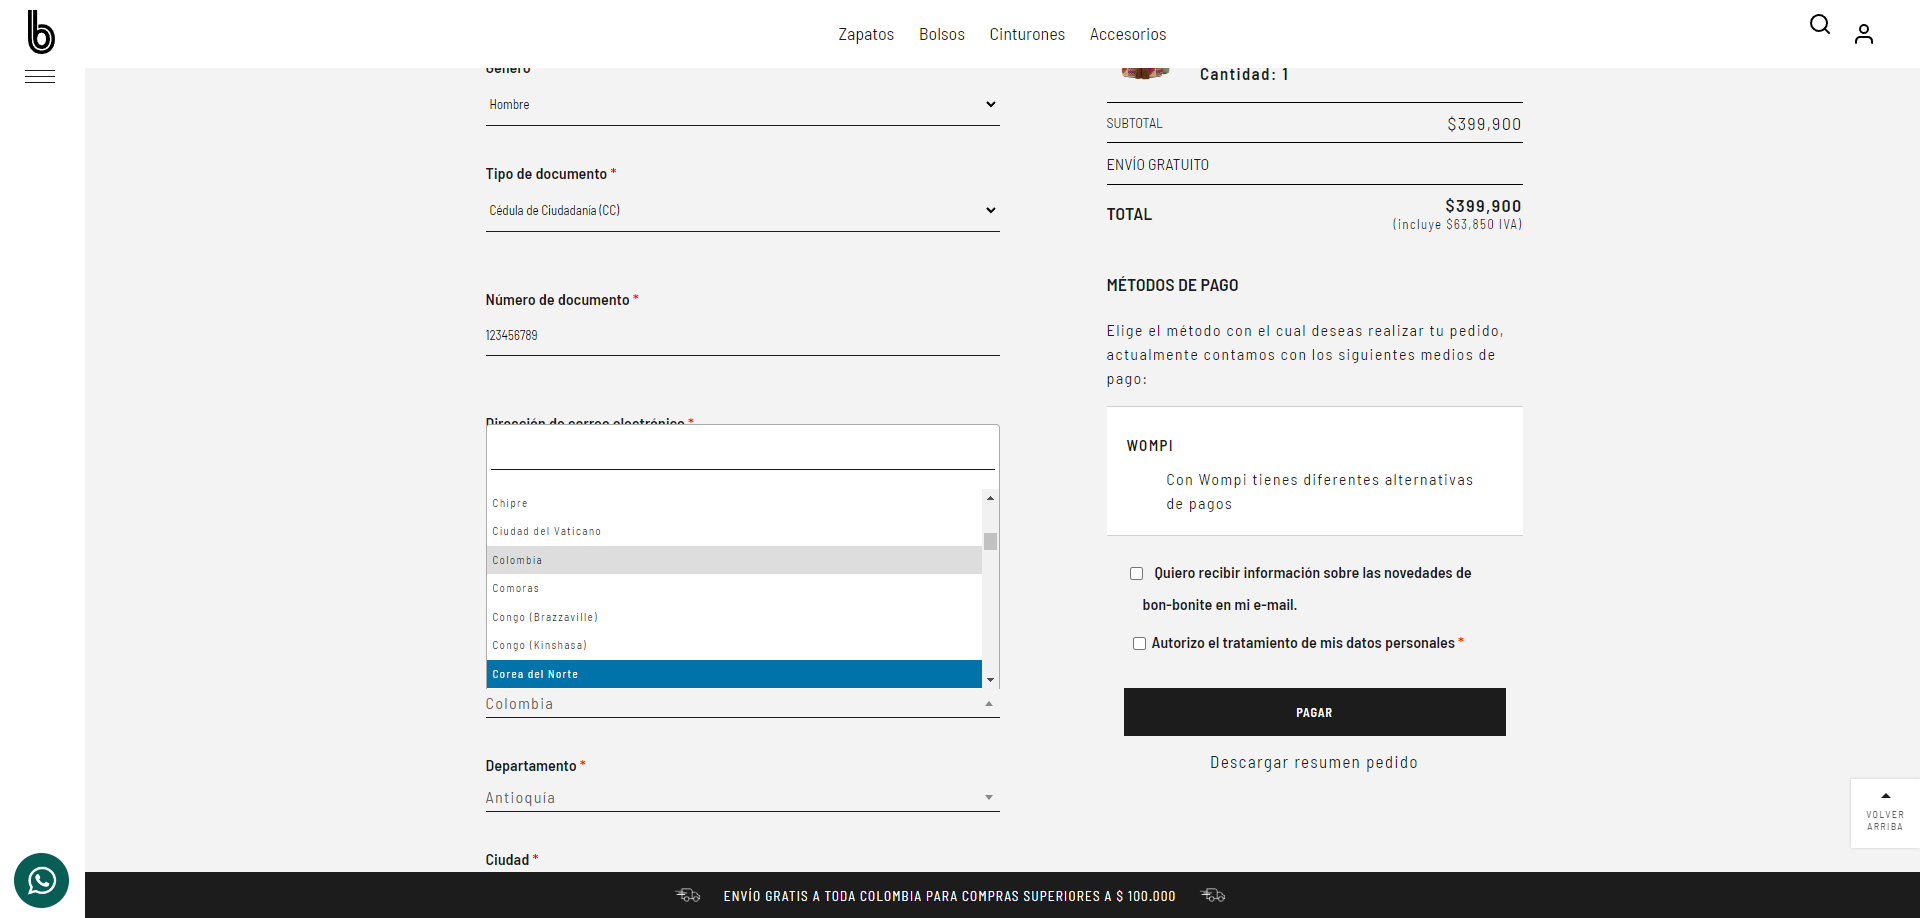 b
Zapatos Bolsos Cinturones Accesorios
Género
Hombre
Tipo de documento *
Cédula de Ciudadanía (CC)
Número de documento *
123456789
Dirección de correo electrónico *
Chipre
Ciudad del Vaticano
Colombia
Comoras
Congo (Brazzaville)
Congo (Kinshasa)
Corea del Norte
Colombia
Departamento *
Antioquía
Ciudad *
Cantidad: 1
SUBTOTAL $399,900
ENVÍO GRATUITO
TOTAL $399,900
(incluye $63,850 IVA)
MÉTODOS DE PAGO
Elige el método con el cual deseas realizar tu pedido,
actualmente contamos con los siguientes medios de
pago:
WOMPI
Con Wompi tienes diferentes alternativas
de pagos
Quiero recibir información sobre las novedades de
bon-bonite en mi e-mail.
Autorizo el tratamiento de mis datos personales *
PAGAR
Descargar resumen pedido
VOLVER
ARRIBA
ENVÍO GRATIS A TODA COLOMBIA PARA COMPRAS SUPERIORES A $ 100.000